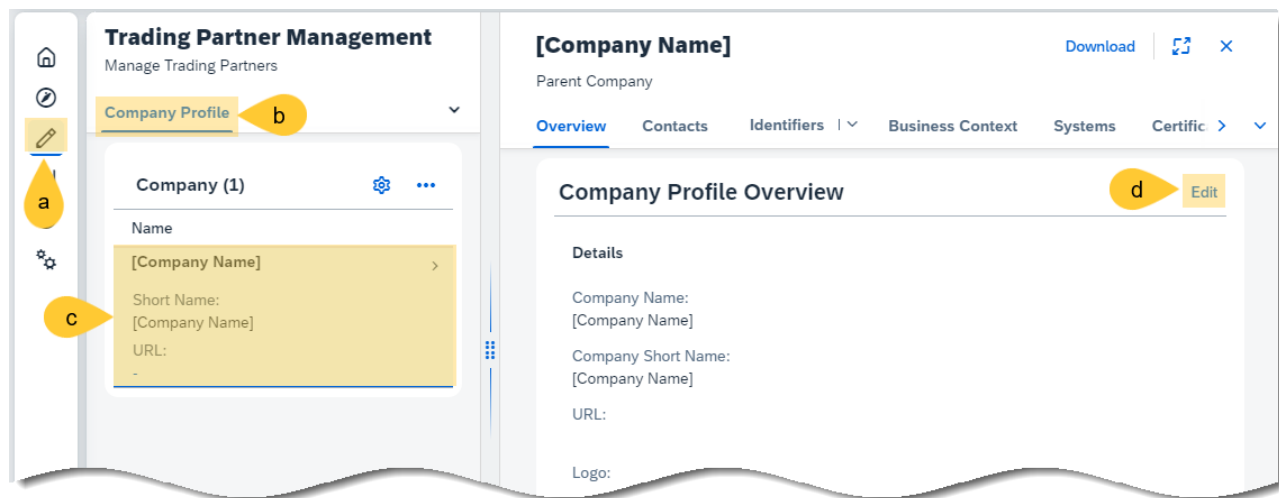 Trading Partner Management
Manage Trading Partners
Company Profile
b
a
Company (1)
Name
[Company Name]
Short Name:
[Company Name]
URL:
-
c
[Company Name]
Download
Parent Company
Overview Contacts Identifiers Business Context Systems Certific
Company Profile Overview
d
Edit
Details
Company Name:
[Company Name]
Company Short Name:
[Company Name]
URL:
Logo: